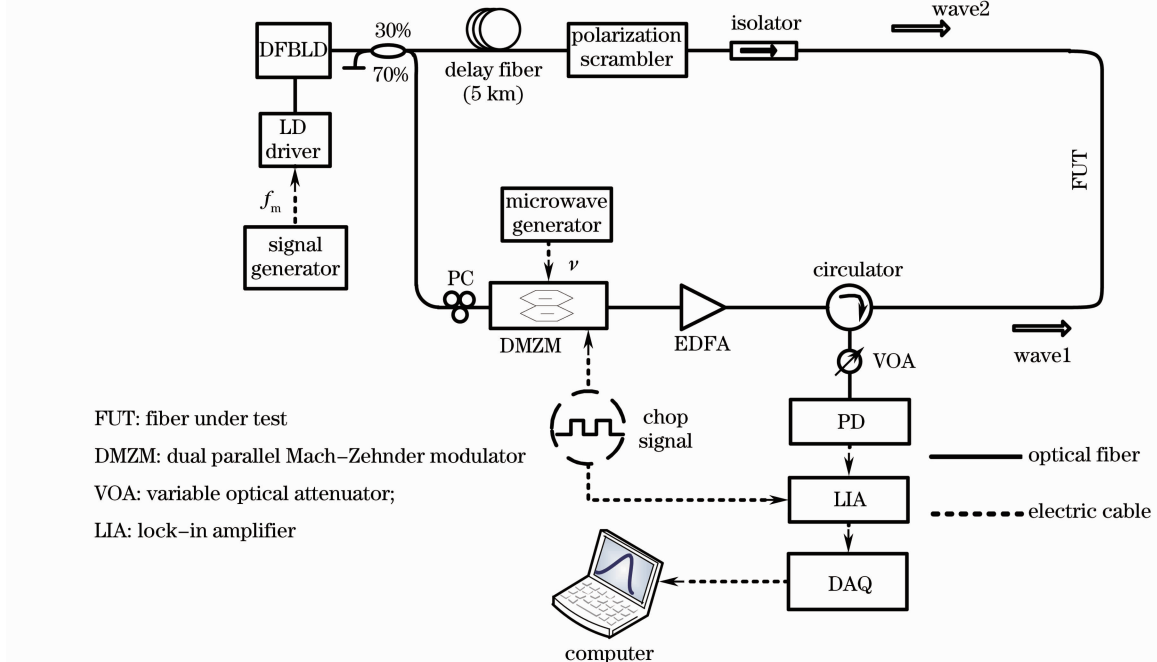 wave2
isolator
30%
DFBLD
polarization
scrambler
70%
delay fiber
(5 km)
LD
driver
FUT
fm
microwave
generator
signal
generator
ν
PC
circulator
DMZM
EDFA
wave1
VOA
FUT: fiber under test
chop
signal
PD
DMZM: dual parallel Mach–Zehnder modulator
optical fiber
VOA: variable optical attenuator;
LIA
electric cable
LIA: lock–in amplifier
DAQ
computer